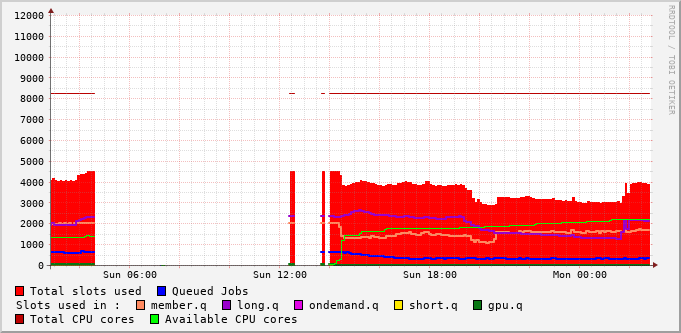 12000
11000
10000
9000
8000
7000
6000
5000
4000
3000
2000
1000
0
Sun 06:00 Sun 12:00 Sun 18:00 Mon 00:00
RRDTOOL / TOBI OETIKER
Total slots used Queued Jobs
Slots used in : member.q long.q ondemand.q short.q gpu.q
Total CPU cores Available CPU cores